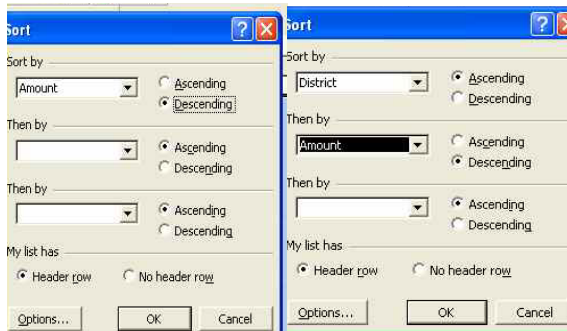 Sort
Sort by
Amount
Ascending
Descending
Then by
Ascending
Descending
Then by
Ascending
Descending
My list has
Header row
No header row
Options...
OK
Cancel
Sort
Sort by
District
Ascending
Descending
Then by
Amount
Ascending
Descending
Then by
Ascending
Descending
My list has
Header row
No header row
Options...
OK
Cancel